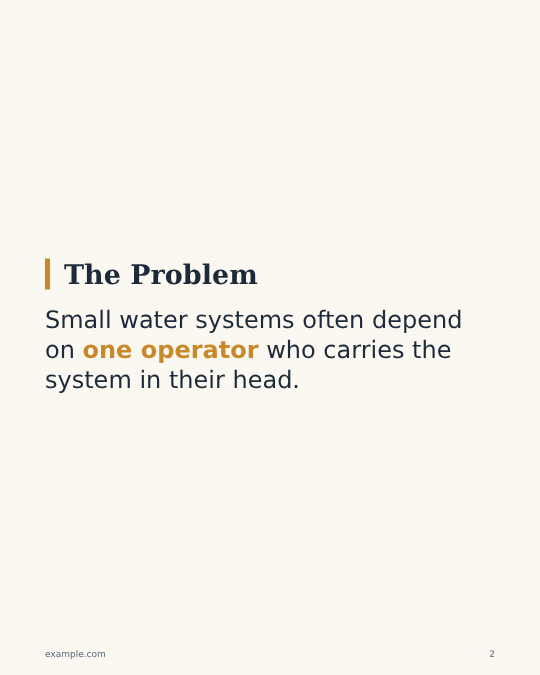 The Problem
Small water systems often depend
on one operator who carries the
system in their head.
example.com
2